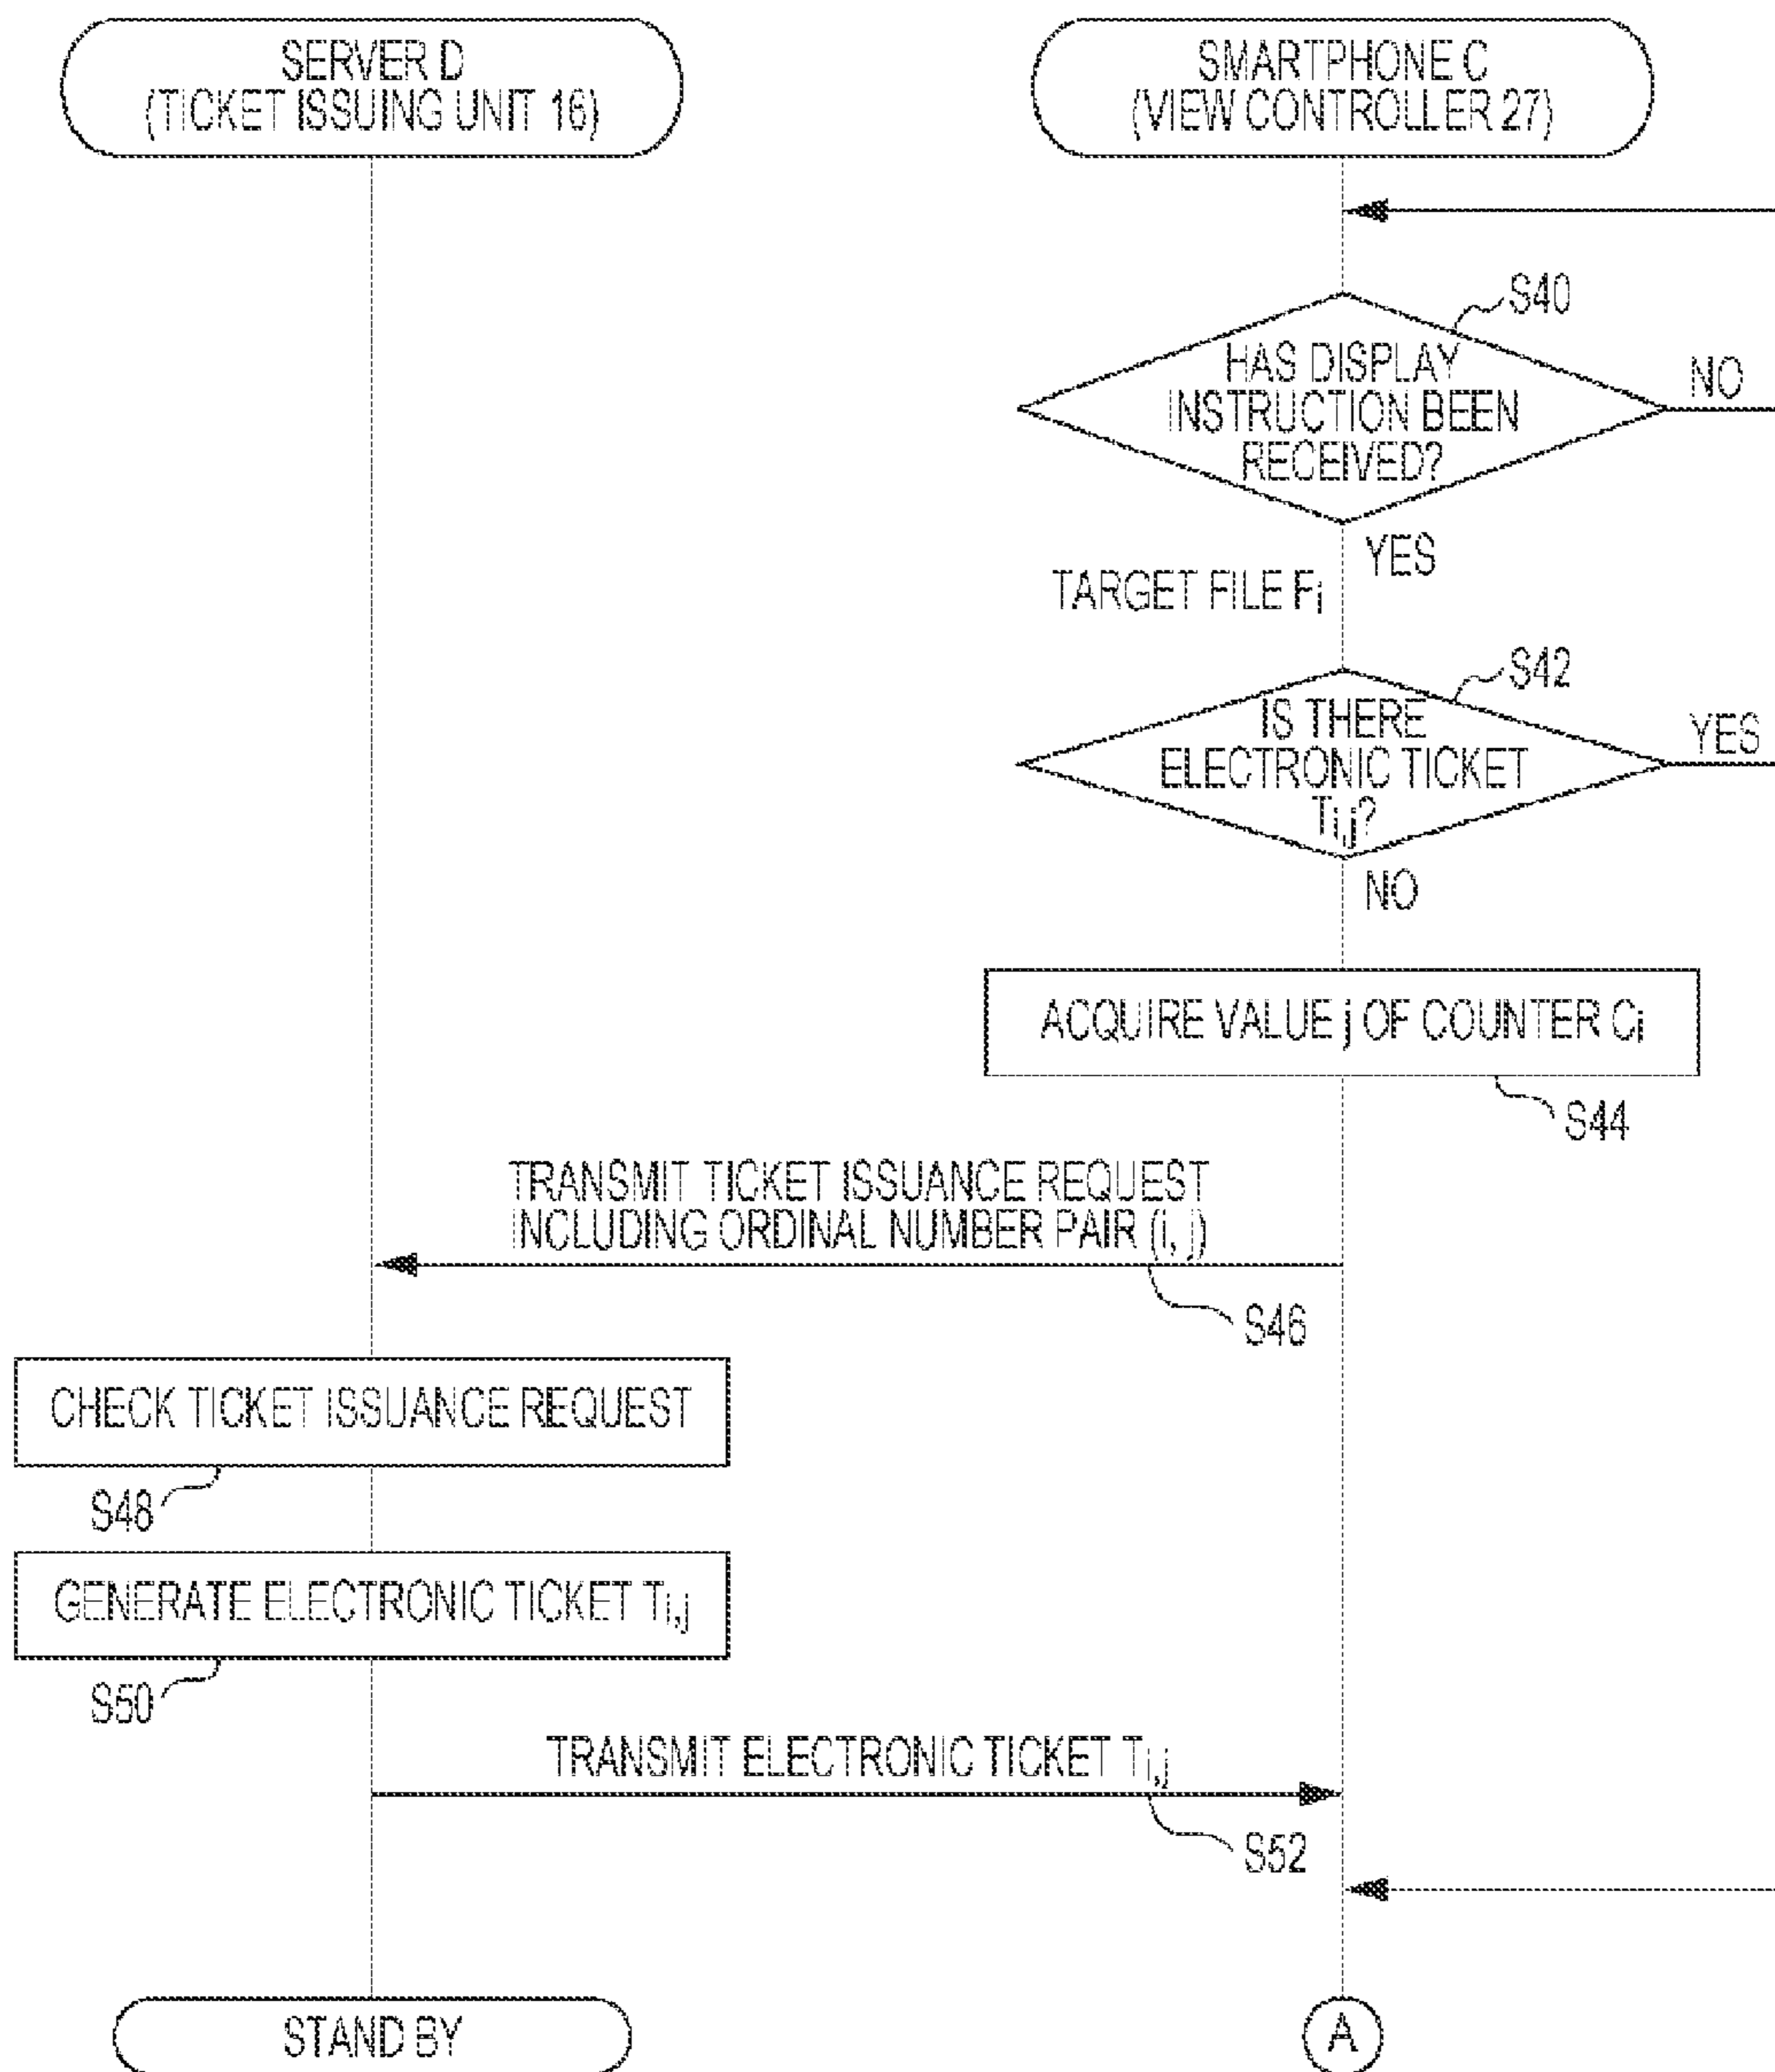 SERVER D
(TICKET ISSUING UNIT 16)
SMARTPHONE C
(VIEW CONTROLLER 27)
S40
HAS DISPLAY
INSTRUCTION BEEN
RECEIVED?
NO
YES
TARGET FILE Fi
S42
IS THERE
ELECTRONIC TICKET
Ti,j?
YES
NO
ACQUIRE VALUE j OF COUNTER Ci
S44
TRANSMIT TICKET ISSUANCE REQUEST
INCLUDING ORDINAL NUMBER PAIR (i, j)
S46
CHECK TICKET ISSUANCE REQUEST
S48
GENERATE ELECTRONIC TICKET Ti,j
S50
TRANSMIT ELECTRONIC TICKET Ti,j
S52
STAND BY
A